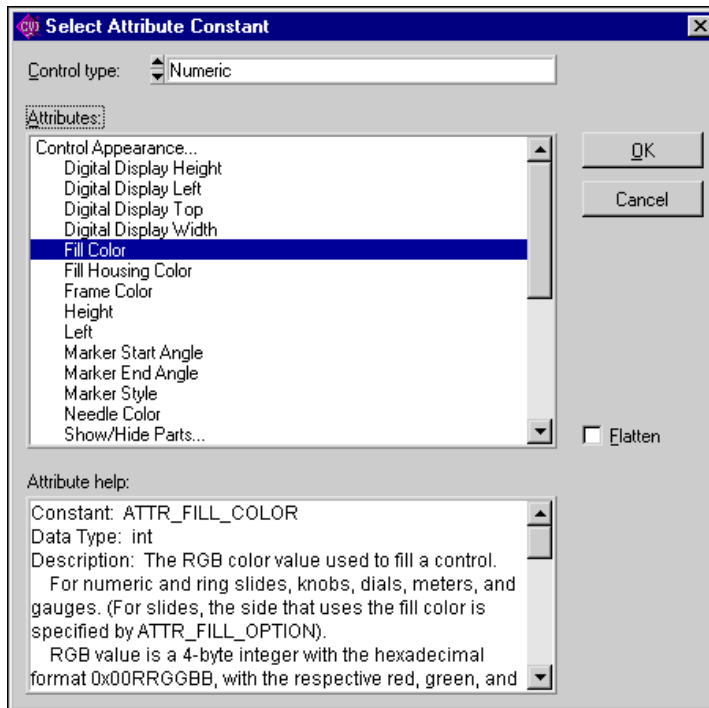 CVI Select Attribute Constant
Control type: Numeric
Attributes:
Control Appearance...
Digital Display Height
Digital Display Left
Digital Display Top
Digital Display Width
Fill Color
Fill Housing Color
Frame Color
Height
Left
Marker Start Angle
Marker End Angle
Marker Style
Needle Color
Show/Hide Parts...
OK
Cancel
Flatten
Attribute help:
Constant: ATTR_FILL_COLOR
Data Type: int
Description: The RGB color value used to fill a control.
For numeric and ring slides, knobs, dials, meters, and
gauges. (For slides, the side that uses the fill color is
specified by ATTR_FILL_OPTION).
RGB value is a 4-byte integer with the hexadecimal
format 0x00RRGGBB, with the respective red, green, and